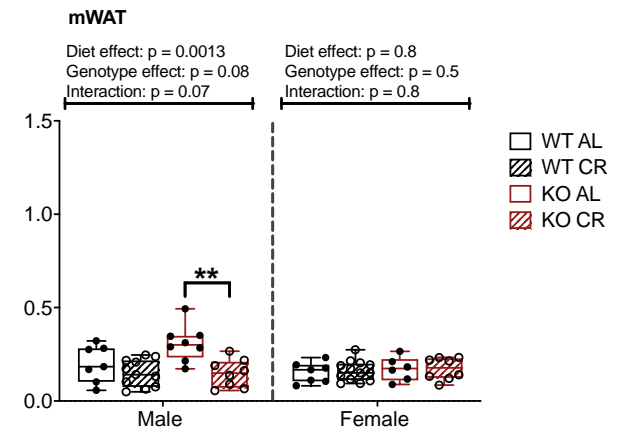 mWAT
Diet effect: p = 0.0013
Genotype effect: p = 0.08
Interaction: p = 0.07
Diet effect: p = 0.8
Genotype effect: p = 0.5
Interaction: p = 0.8
1.5
1.0
0.5
0.0
**
Male
Female
WT AL
WT CR
KO AL
KO CR